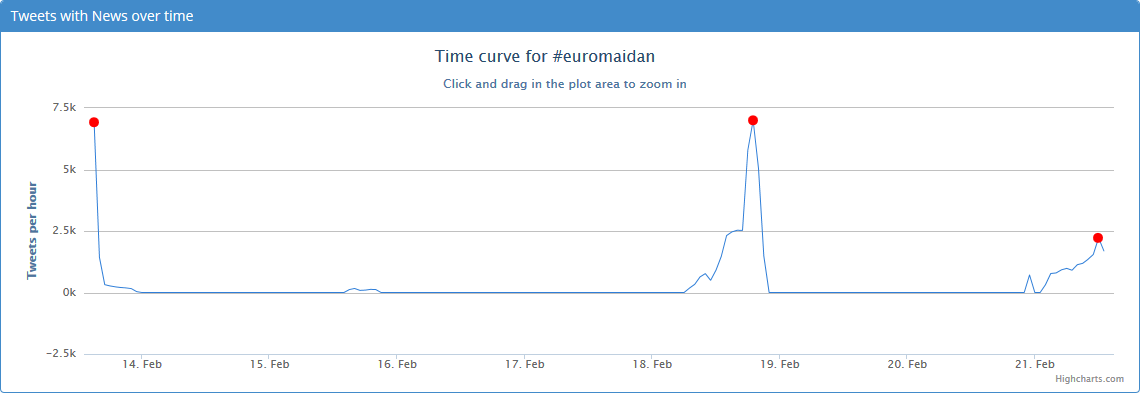 Tweets with News over time
Time curve for #euromaidan
Click and drag in the plot area to zoom in
Tweets per hour
7.5k
5k
2.5k
0k
−2.5k
14. Feb
15. Feb
16. Feb
17. Feb
18. Feb
19. Feb
20. Feb
21. Feb
Highcharts.com